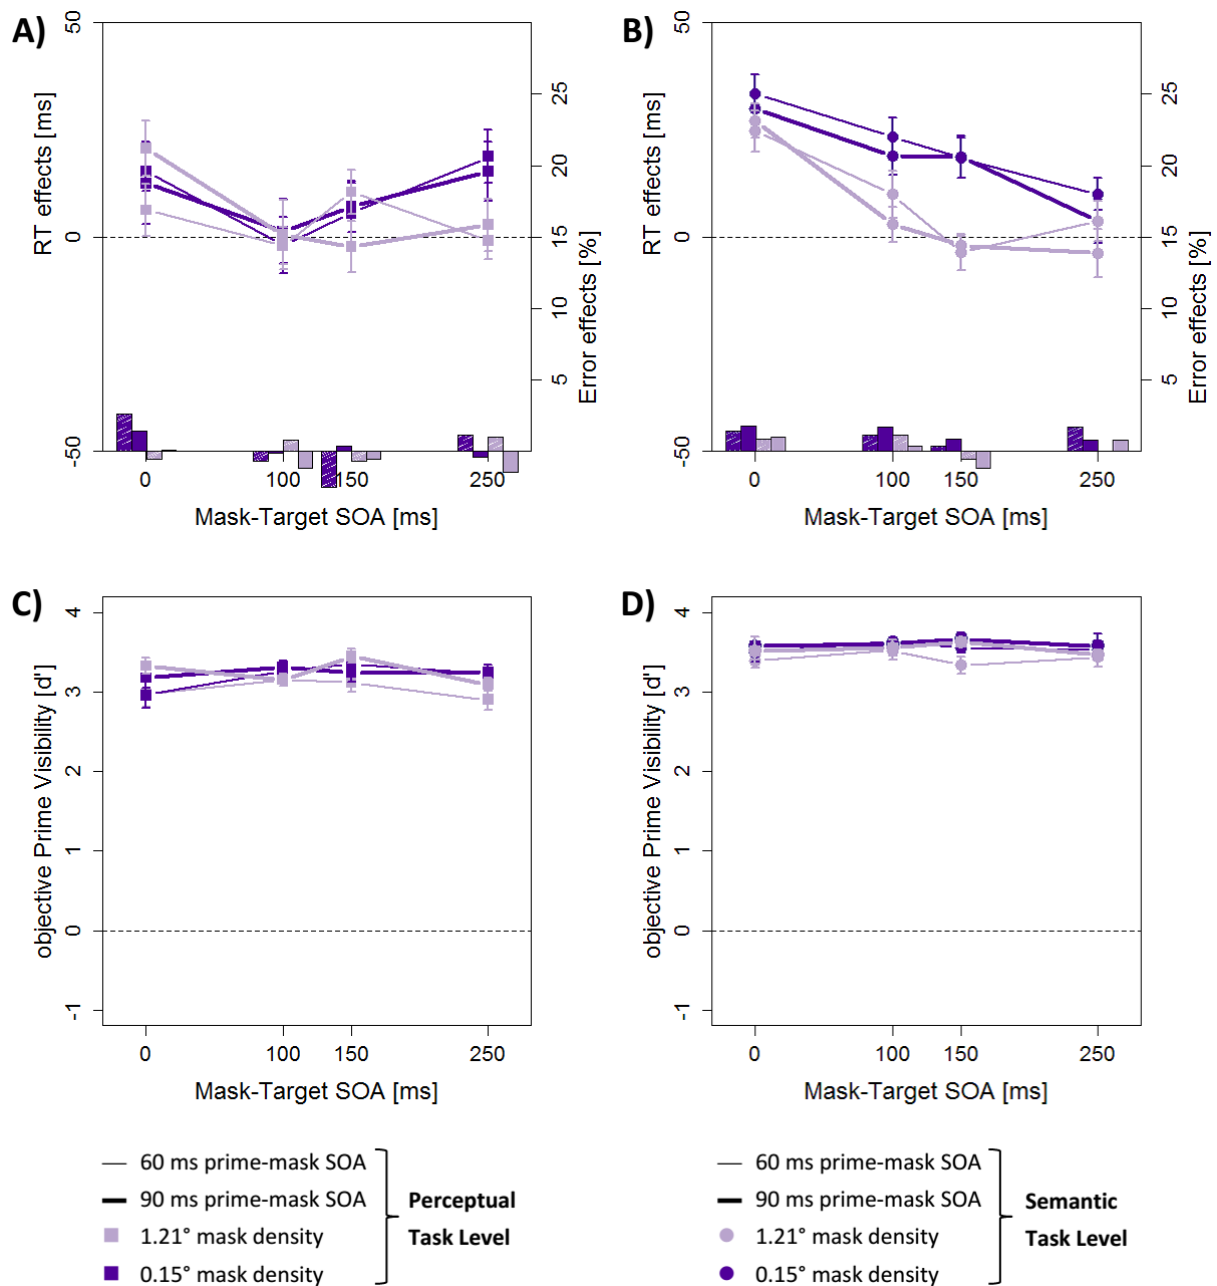 A)
50
0
-50
RT effects [ms]
25
20
15
10
5
Error effects [%]
0
100
150
250
Mask-Target SOA [ms]
B)
50
0
-50
RT effects [ms]
25
20
15
10
5
Error effects [%]
0
100
150
250
Mask-Target SOA [ms]
C)
4
3
2
1
0
-1
objective Prime Visibility [d']
0
100
150
250
Mask-Target SOA [ms]
D)
4
3
2
1
0
-1
objective Prime Visibility [d']
0
100
150
250
Mask-Target SOA [ms]
60 ms prime-mask SOA
90 ms prime-mask SOA
1.21° mask density
0.15° mask density
Perceptual
Task Level
60 ms prime-mask SOA
90 ms prime-mask SOA
1.21° mask density
0.15° mask density
Semantic
Task Level